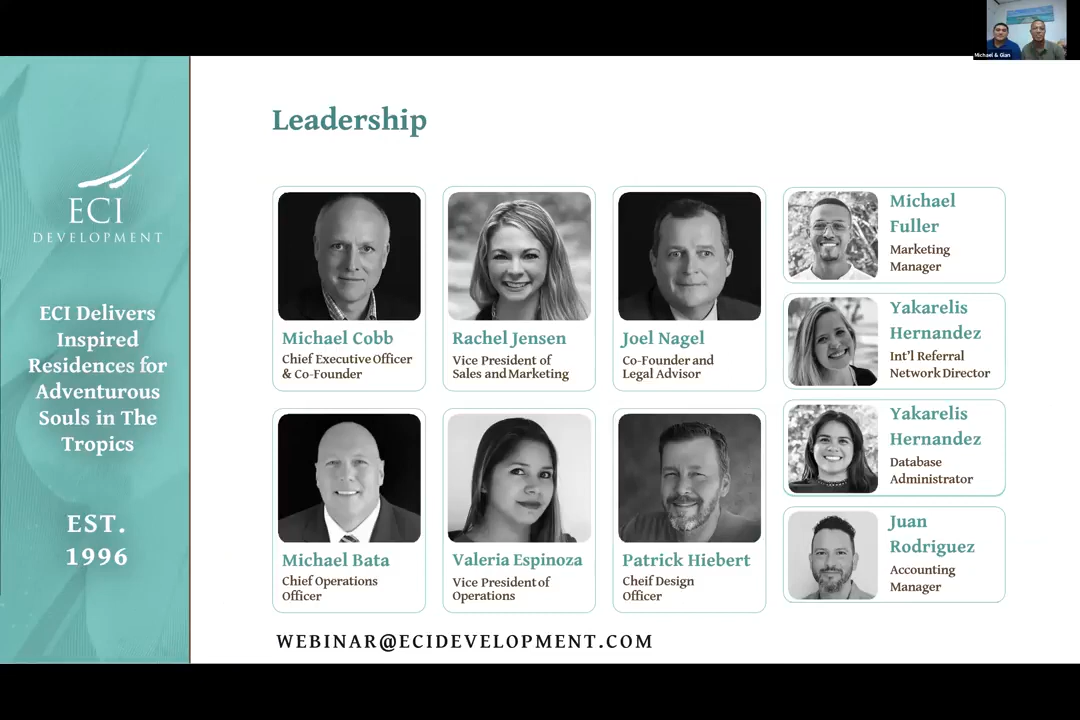 Michael & Gian
ECI
DEVELOPMENT
ECI Delivers
Inspired
Residences for
Adventurous
Souls in The
Tropics
EST.
1996
Leadership
Michael Cobb
Chief Executive Officer
& Co-Founder
Rachel Jensen
Vice President of
Sales and Marketing
Joel Nagel
Co-Founder and
Legal Advisor
Michael
Fuller
Marketing
Manager
Yakarelis
Hernandez
Int'l Referral
Network Director
Michael Bata
Chief Operations
Officer
Valeria Espinoza
Vice President of
Operations
Patrick Hiebert
Cheif Design
Officer
Yakarelis
Hernandez
Database
Administrator
Juan
Rodriguez
Accounting
Manager
WEBINAR@ECIDEVELOPMENT.COM